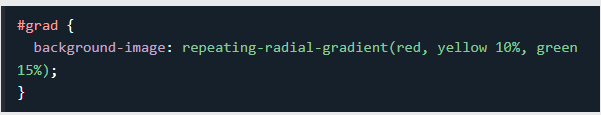 #grad {
background-image: repeating-radial-gradient(red, yellow 10%, green
15%);
}